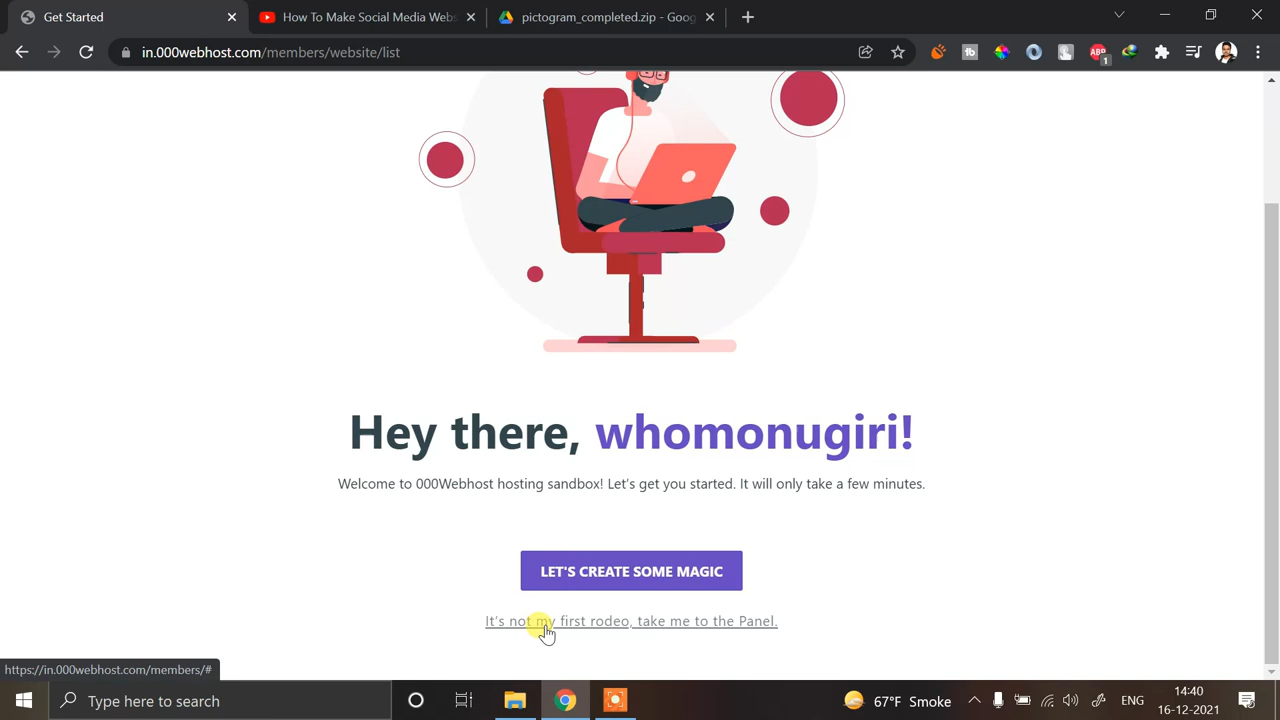 Get Started
How To Make Social Media Webs
pictogram_completed.zip - Goog
in.000webhost.com/members/website/list
ABP
1
Hey there, whomonugiri!
Welcome to 000Webhost hosting sandbox! Let's get you started. It will only take a few minutes.
LET'S CREATE SOME MAGIC
It's not my first rodeo, take me to the Panel.
https://in.000webhost.com/members/#
Type here to search
67°F Smoke
ENG
14:40
16-12-2021